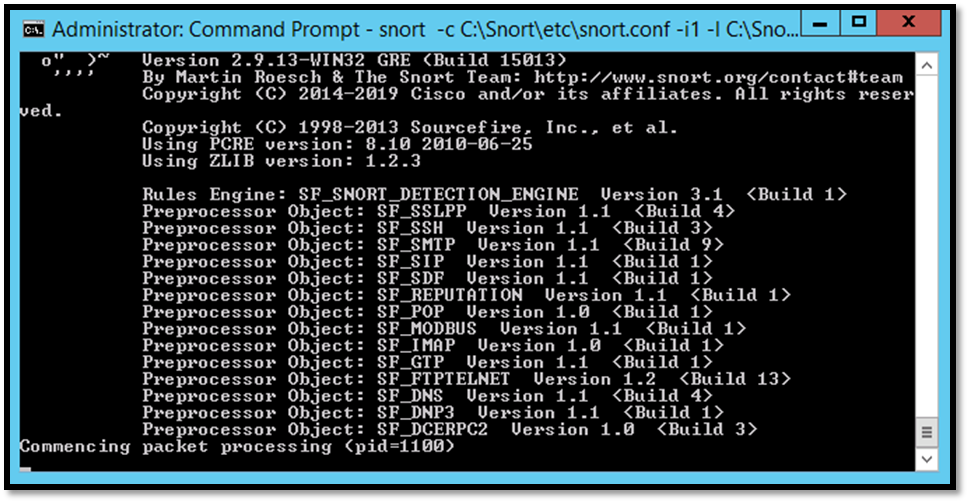 Administrator: Command Prompt - snort -c C:\Snort\etc\snort.conf -i1 -l C:\Sno...
o"  )~   Version 2.9.13-WIN32 GRE (Build 15013)
''''    By Martin Roesch & The Snort Team: http://www.snort.org/contact#team
Copyright (C) 2014-2019 Cisco and/or its affiliates. All rights reser
ved.
Copyright (C) 1998-2013 Sourcefire, Inc., et al.
Using PCRE version: 8.10 2010-06-25
Using ZLIB version: 1.2.3
Rules Engine: SF_SNORT_DETECTION_ENGINE  Version 3.1  <Build 1>
Preprocessor Object: SF_SSLPP  Version 1.1  <Build 4>
Preprocessor Object: SF_SSH  Version 1.1  <Build 3>
Preprocessor Object: SF_SMTP  Version 1.1  <Build 9>
Preprocessor Object: SF_SIP  Version 1.1  <Build 1>
Preprocessor Object: SF_SDF  Version 1.1  <Build 1>
Preprocessor Object: SF_REPUTATION  Version 1.1  <Build 1>
Preprocessor Object: SF_POP  Version 1.0  <Build 1>
Preprocessor Object: SF_MODBUS  Version 1.1  <Build 1>
Preprocessor Object: SF_IMAP  Version 1.0  <Build 1>
Preprocessor Object: SF_GTP  Version 1.1  <Build 1>
Preprocessor Object: SF_FTPTELNET  Version 1.2  <Build 13>
Preprocessor Object: SF_DNS  Version 1.1  <Build 4>
Preprocessor Object: SF_DNP3  Version 1.1  <Build 1>
Preprocessor Object: SF_DCERPC2  Version 1.0  <Build 3>
Commencing packet processing (pid=1100)